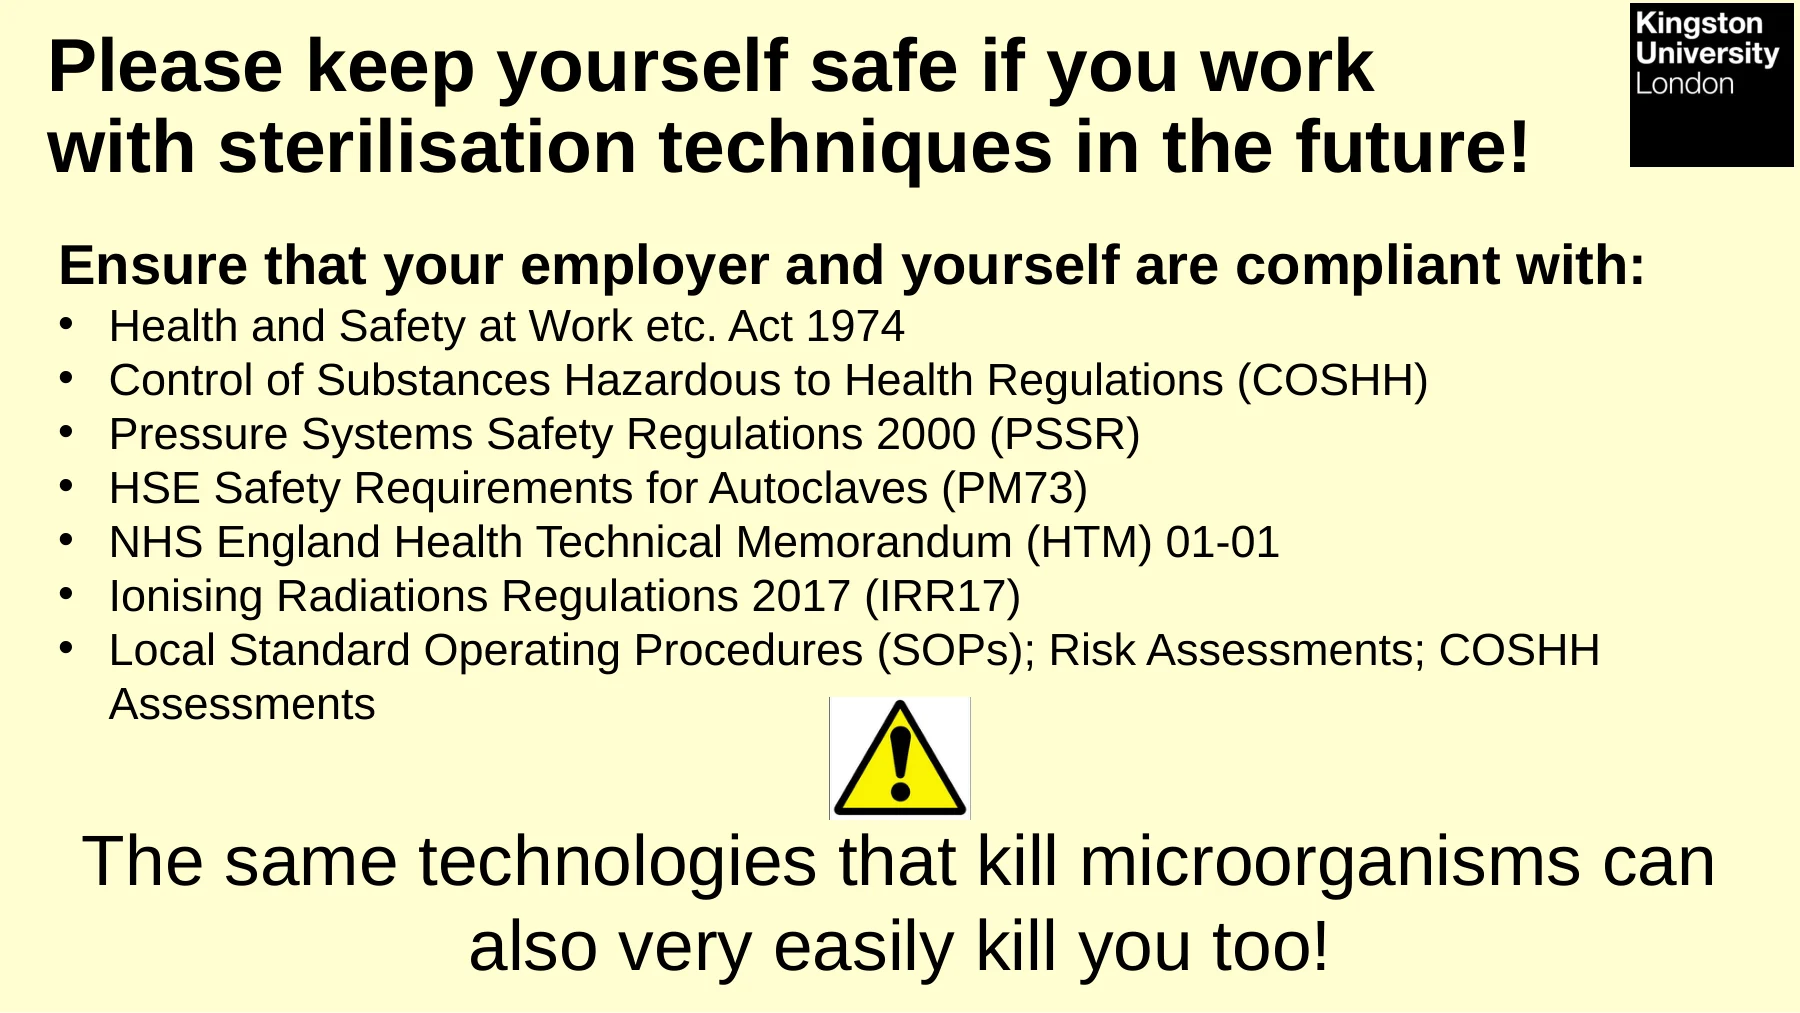 Please keep yourself safe if you work
with sterilisation techniques in the future!
Kingston
University
London
Ensure that your employer and yourself are compliant with:
• Health and Safety at Work etc. Act 1974
• Control of Substances Hazardous to Health Regulations (COSHH)
• Pressure Systems Safety Regulations 2000 (PSSR)
• HSE Safety Requirements for Autoclaves (PM73)
• NHS England Health Technical Memorandum (HTM) 01-01
• Ionising Radiations Regulations 2017 (IRR17)
• Local Standard Operating Procedures (SOPs); Risk Assessments; COSHH
Assessments
The same technologies that kill microorganisms can
also very easily kill you too!